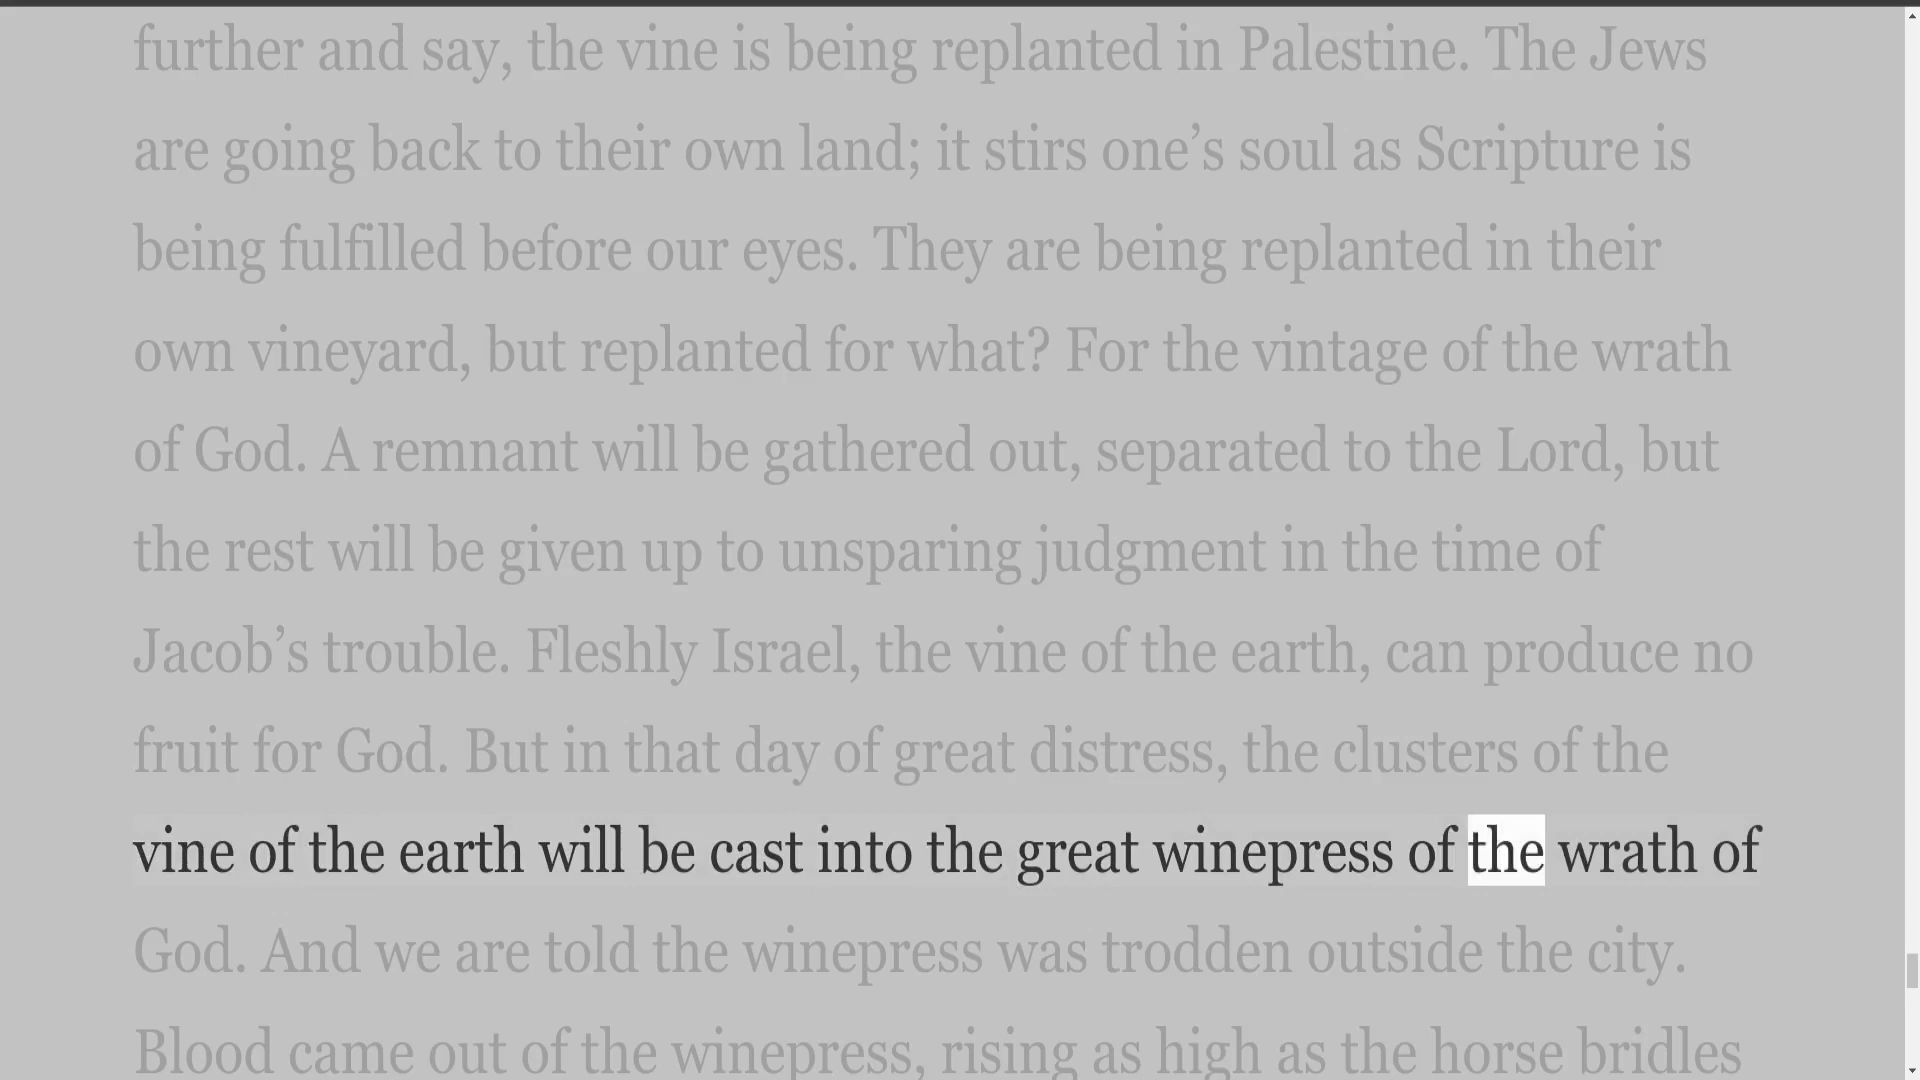 further and say, the vine is being replanted in Palestine. The Jews
are going back to their own land; it stirs one’s soul as Scripture is
being fulfilled before our eyes. They are being replanted in their
own vineyard, but replanted for what? For the vintage of the wrath
of God. A remnant will be gathered out, separated to the Lord, but
the rest will be given up to unsparing judgment in the time of
Jacob’s trouble. Fleshly Israel, the vine of the earth, can produce no
fruit for God. But in that day of great distress, the clusters of the
vine of the earth will be cast into the great winepress of the wrath of
God. And we are told the winepress was trodden outside the city.
Blood came out of the winepress, rising as high as the horse bridles